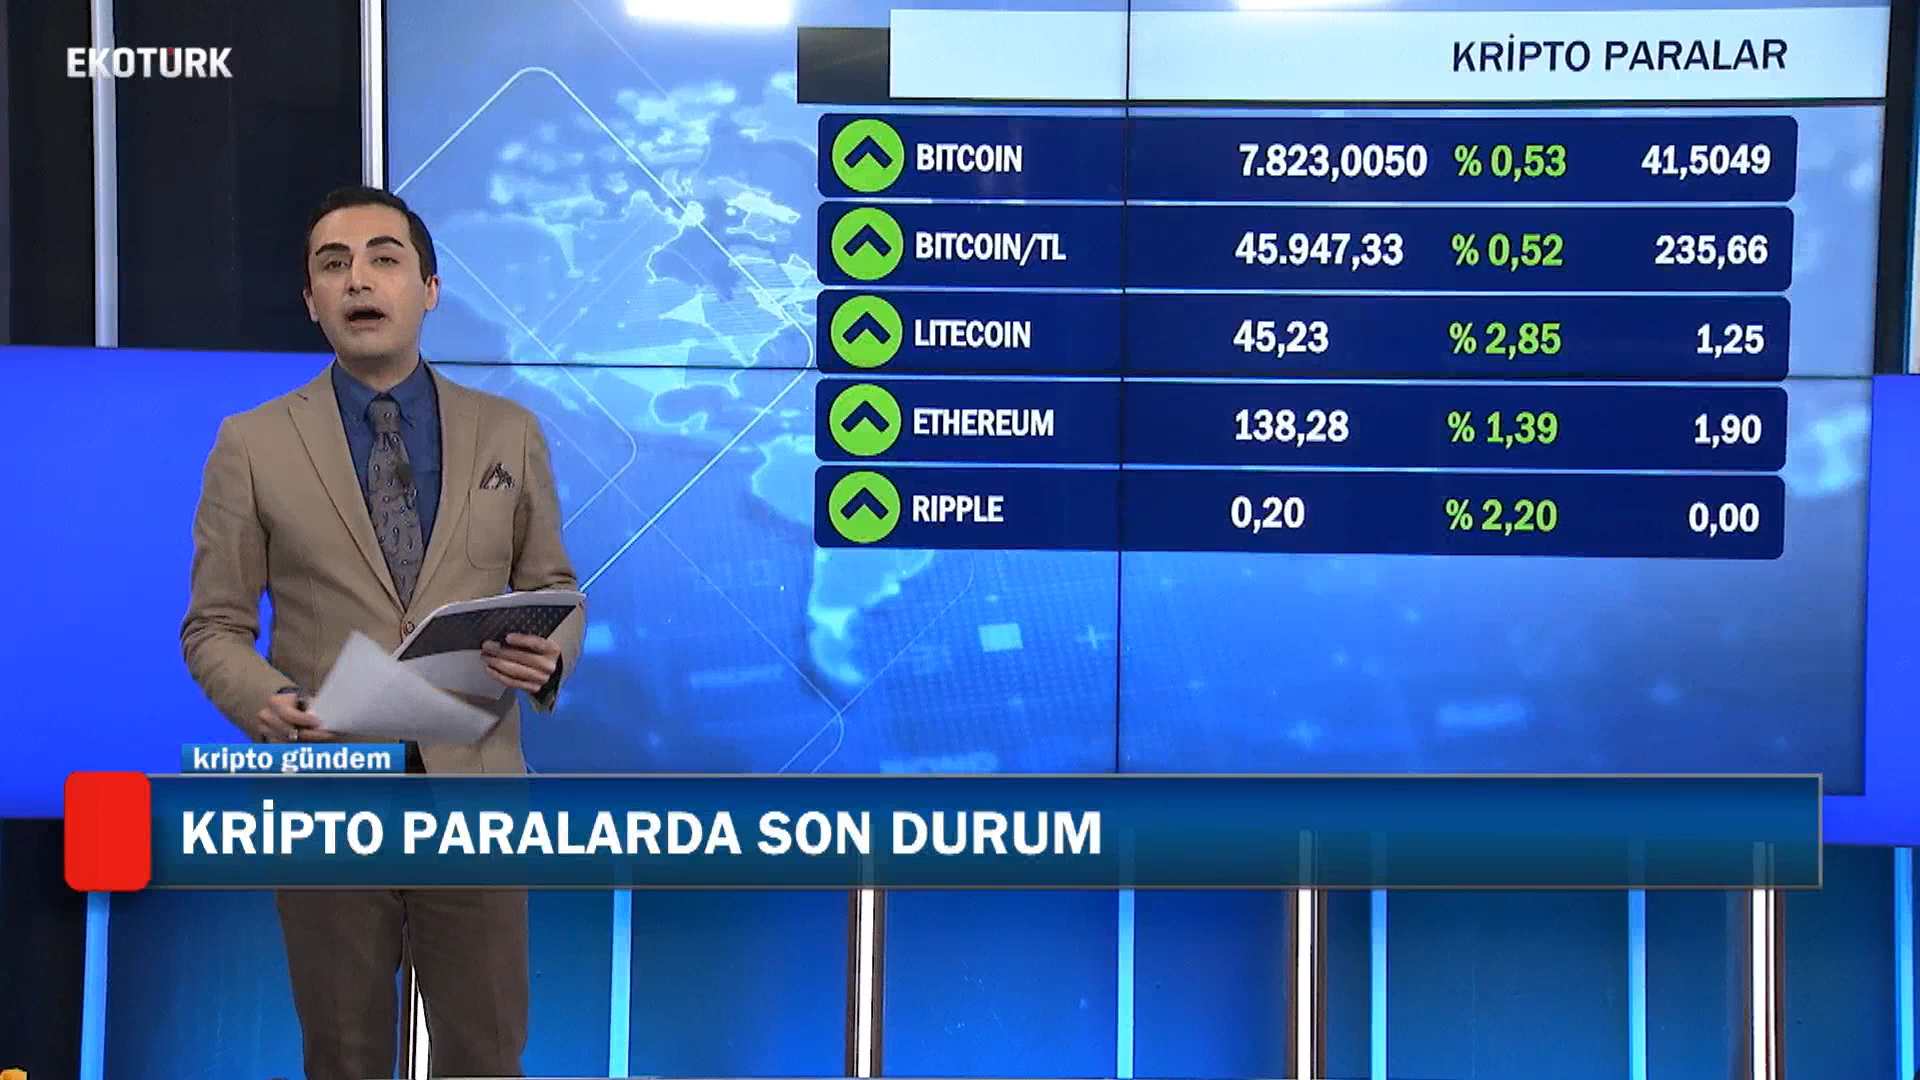 EKOTÜRK
KRİPTO PARALAR
BITCOIN 7.823,0050 % 0,53 41,5049
BITCOIN/TL 45.947,33 % 0,52 235,66
LITECOIN 45,23 % 2,85 1,25
ETHEREUM 138,28 % 1,39 1,90
RIPPLE 0,20 % 2,20 0,00
kripto gündem
KRİPTO PARALARDA SON DURUM